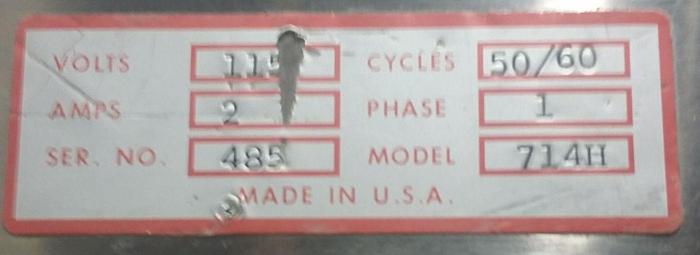 VOLTS 115 CYCLES 50/60
AMPS 2 PHASE 1
SER. NO. 485 MODEL 714H
MADE IN U.S.A.